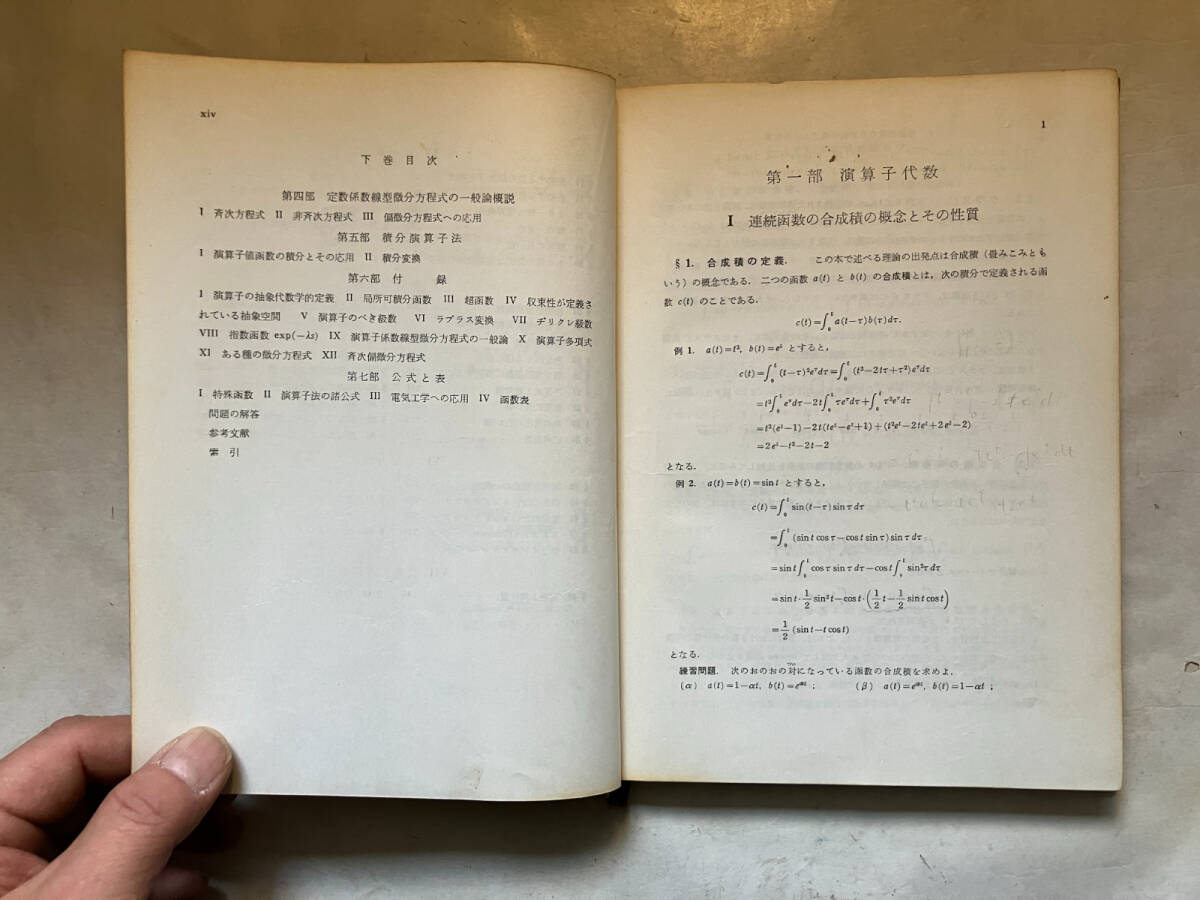 xiv
下巻目次
第四部 定数係数線型微分方程式の一般論概説
I 斉次方程式 II 非斉次方程式 III 偏微分方程式への応用
第五部 積分演算子法
I 演算子値函数の積分とその応用 II 積分変換
第六部 付録
I 演算子の抽象代数学的定義 II 局所可積分函数 III 超函数 IV 収束性が定義さ
れている抽象空間 V 演算子のべき級数 VI ラプラス変換 VII ヂリクレ級数
VIII 指数函数 exp(−λs) IX 演算子係数線型微分方程式の一般論 X 演算子多項式
XI ある種の微分方程式 XII 斉次偏微分方程式
第七部 公式と表
I 特殊函数 II 演算子法の諸公式 III 電気工学への応用 IV 函数表
問題の解答
参考文献
索引
1
第一部 演算子代数
I 連続函数の合成積の概念とその性質
§1. 合成積の定義. この本で述べる理論の出発点は合成積（畳みこみとも
いう）の概念である. 二つの函数 a(t) と b(t) の合成積とは, 次の積分で定義される函
数 c(t) のことである.
c(t)=∫₀ᵗ a(t−τ)b(τ)dτ.
例 1. a(t)=t², b(t)=eᵗ とすると,
c(t)=∫₀ᵗ (t−τ)²e^τdτ=∫₀ᵗ (t²−2tτ+τ²)e^τdτ
=t²∫₀ᵗ e^τdτ−2t∫₀ᵗ τe^τdτ+∫₀ᵗ τ²e^τdτ
=t²(eᵗ−1)−2t(teᵗ−eᵗ+1)+(t²eᵗ−2teᵗ+2eᵗ−2)
=2eᵗ−t²−2t−2
となる.
例 2. a(t)=b(t)=sin t とすると,
c(t)=∫₀ᵗ sin(t−τ)sin τ dτ
=∫₀ᵗ (sin t cos τ−cos t sin τ) sin τ dτ
=sin t∫₀ᵗ cos τ sin τ dτ−cos t∫₀ᵗ sin²τ dτ
=sin t·1/2 sin²t−cos t·(1/2 t−1/2 sin t cos t)
=1/2 (sin t−t cos t)
となる.
練習問題. 次のおのおの対になっている函数の合成積を求めよ.
(α) a(t)=1−αt, b(t)=e^αt ; (β) a(t)=e^αt, b(t)=1−αt ;